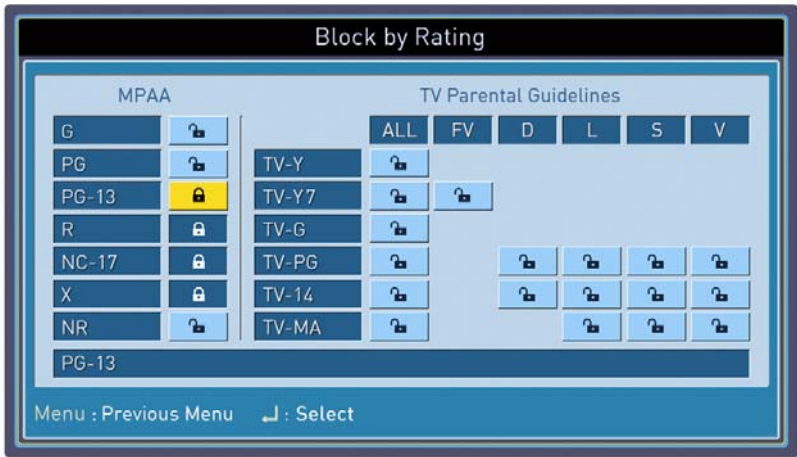 Block by Rating
MPAA TV Parental Guidelines
G ALL FV D L S V
PG TV-Y
PG-13 TV-Y7
R TV-G
NC-17 TV-PG
X TV-14
NR TV-MA
PG-13
Menu : Previous Menu : Select